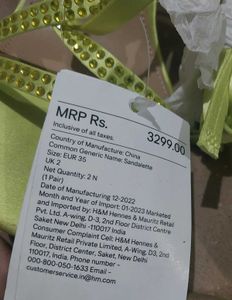 MRP Rs.
3299.00
Inclusive of all taxes.
Country of Manufacture: China
Common Generic Name: Sandalette
Size: EUR 35
UK 2
Net Quantity: 2 N
(1 Pair)
Date of Manufacturing 12-2022
Month and Year of Import: 01-2023 Marketed
and Imported by: H&M Hennes & Mauritz Retail
Pvt. Ltd. A-wing, D-3, 2nd Floor District Centre
Saket New Delhi -110017 India
Consumer Complaint Cell: H&M Hennes &
Mauritz Retail Private Limited, A-Wing, D3, 2nd
Floor, District Center, Saket, New Delhi
110017, India. Phone number -
000-800-050-1633 Email -
customerservice.in@hm.com